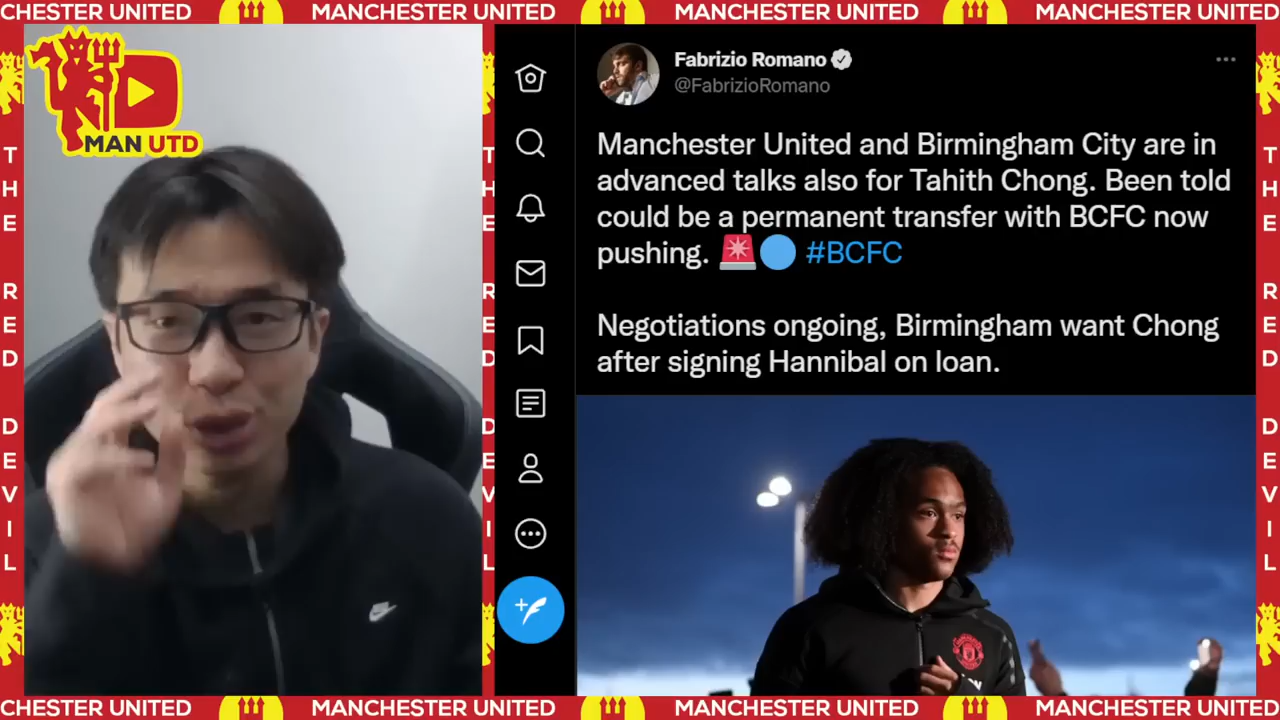 CHESTER UNITED
MANCHESTER UNITED
MANCHESTER UNITED
MANCHESTER UNITED
MAN UTD
THE RED DEVIL
THE RED DEVIL
THE RED DEVIL
Fabrizio Romano
@FabrizioRomano
Manchester United and Birmingham City are in
advanced talks also for Tahith Chong. Been told
could be a permanent transfer with BCFC now
pushing. 🚨🔵 #BCFC
Negotiations ongoing, Birmingham want Chong
after signing Hannibal on loan.
CHESTER UNITED
MANCHESTER UNITED
MANCHESTER UNITED
MANCHESTER UNITED